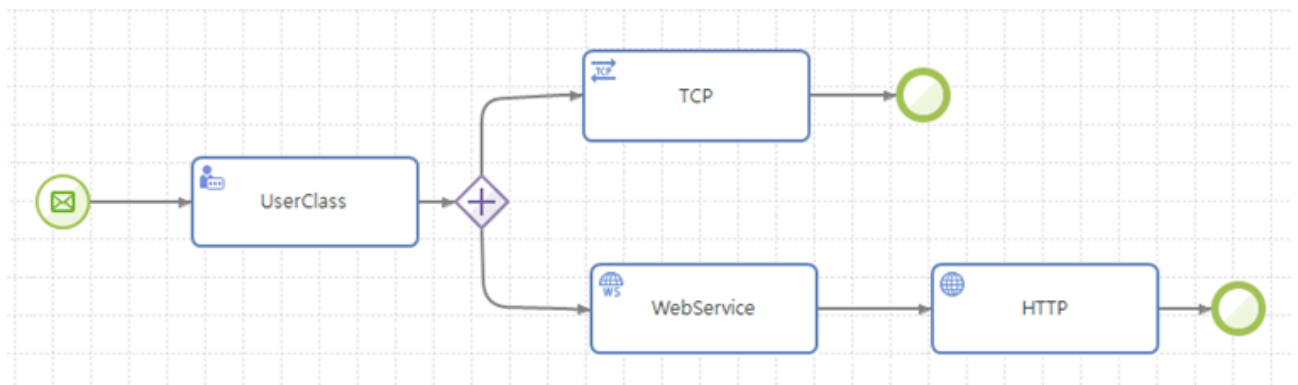 TCP
TCP
UserClass
WS
WebService
HTTP